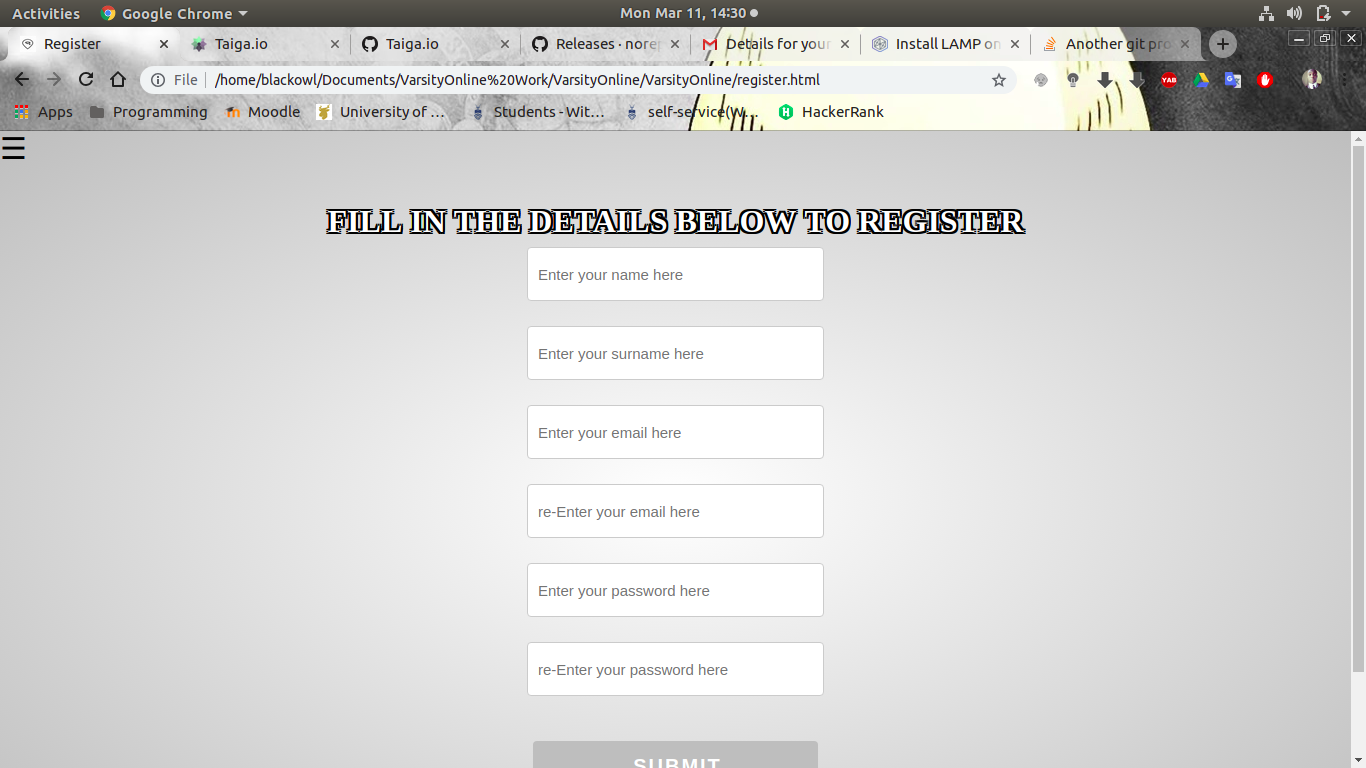 Activities Google Chrome Mon Mar 11, 14:30
Register Taiga.io Taiga.io Releases · norep Details for your Install LAMP on Another git pro
File /home/blackowl/Documents/VarsityOnline%20Work/VarsityOnline/VarsityOnline/register.html YAB
Apps Programming Moodle University of ... Students - Wit... self-service(W... HackerRank
FILL IN THE DETAILS BELOW TO REGISTER
Enter your name here
Enter your surname here
Enter your email here
re-Enter your email here
Enter your password here
re-Enter your password here
SUBMIT